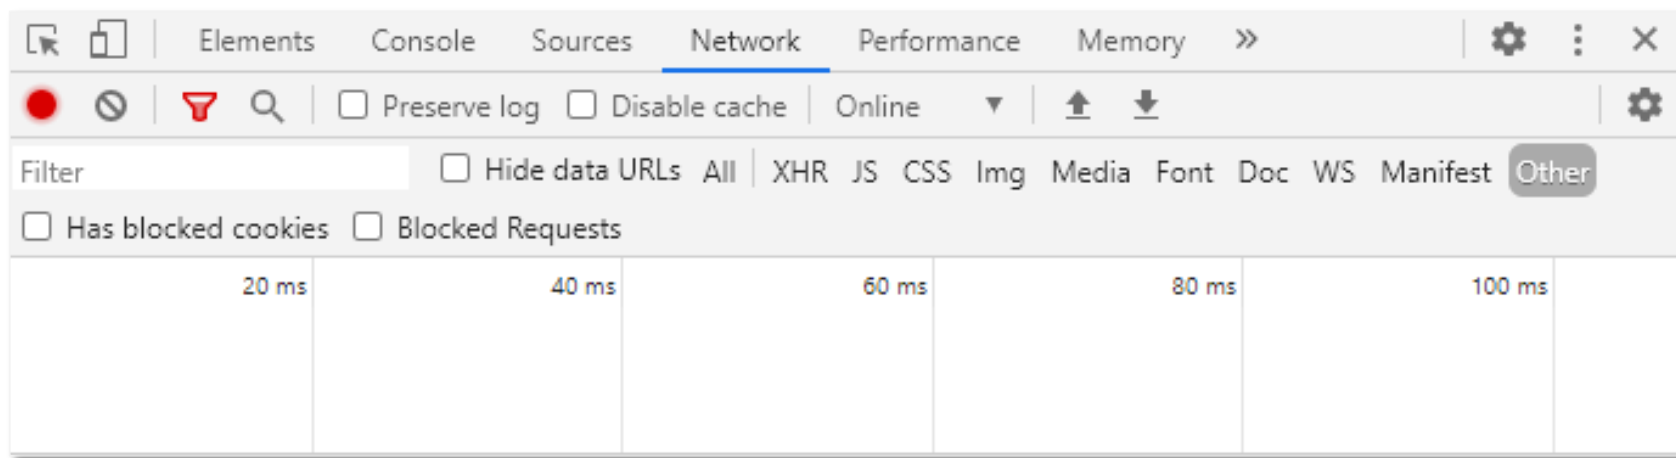 Elements Console Sources Network Performance Memory »
Preserve log Disable cache Online
Filter Hide data URLs All XHR JS CSS Img Media Font Doc WS Manifest Other
Has blocked cookies Blocked Requests
20 ms 40 ms 60 ms 80 ms 100 ms